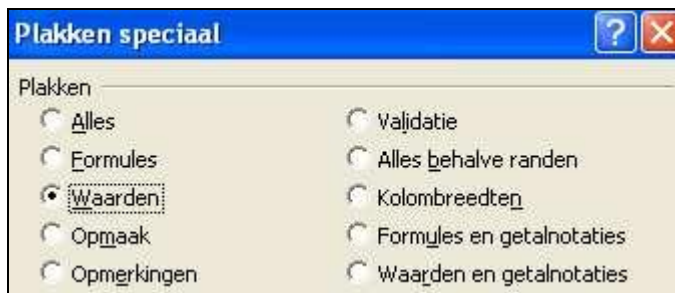 Plakken speciaal ?
Plakken
Alles Validatie
Formules Alles behalve randen
Waarden Kolombreedten
Opmaak Formules en getalnotaties
Opmerkingen Waarden en getalnotaties